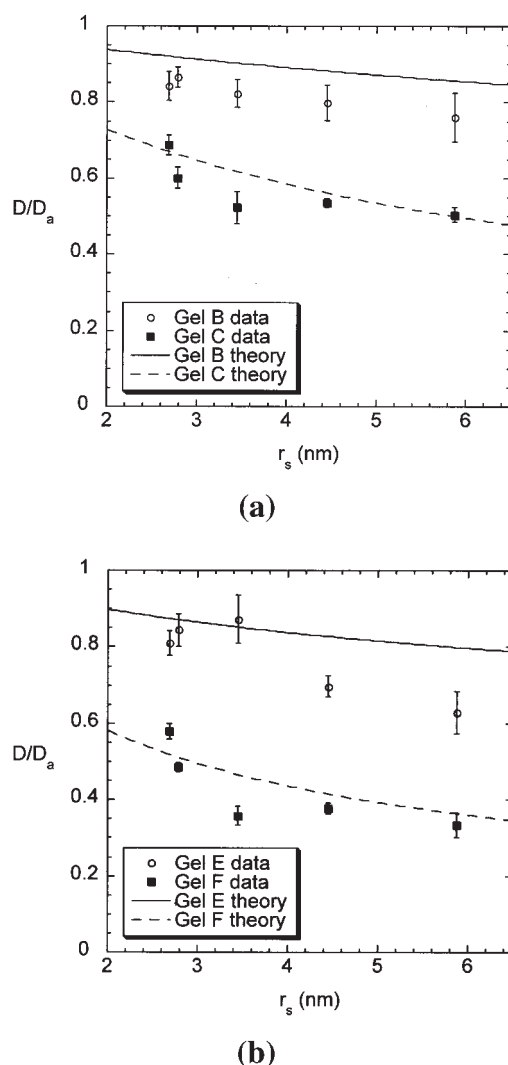 1
0.8
0.6
D/Da
0.4
0.2
0
Gel B data
Gel C data
Gel B theory
Gel C theory
2 3 4 5 6
rs (nm)
(a)
1
0.8
0.6
D/Da
0.4
0.2
0
Gel E data
Gel F data
Gel E theory
Gel F theory
2 3 4 5 6
rs (nm)
(b)